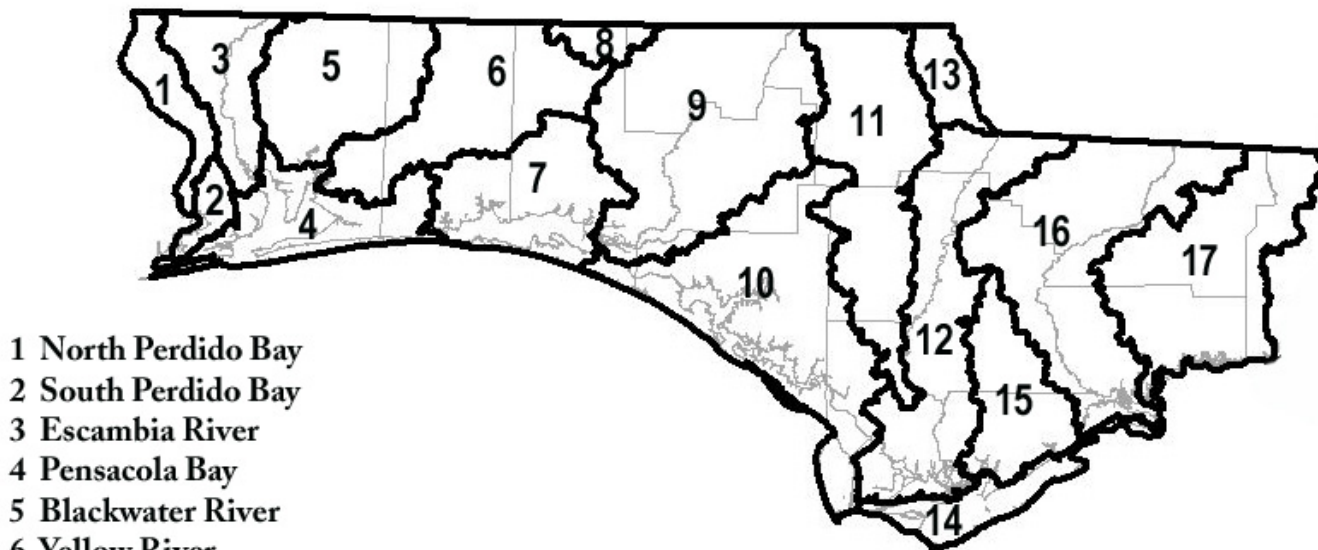 1
3
5
6
8
9
11
13
2
4
7
10
12
15
16
17
14
1 North Perdido Bay
2 South Perdido Bay
3 Escambia River
4 Pensacola Bay
5 Blackwater River
6 Yellow River